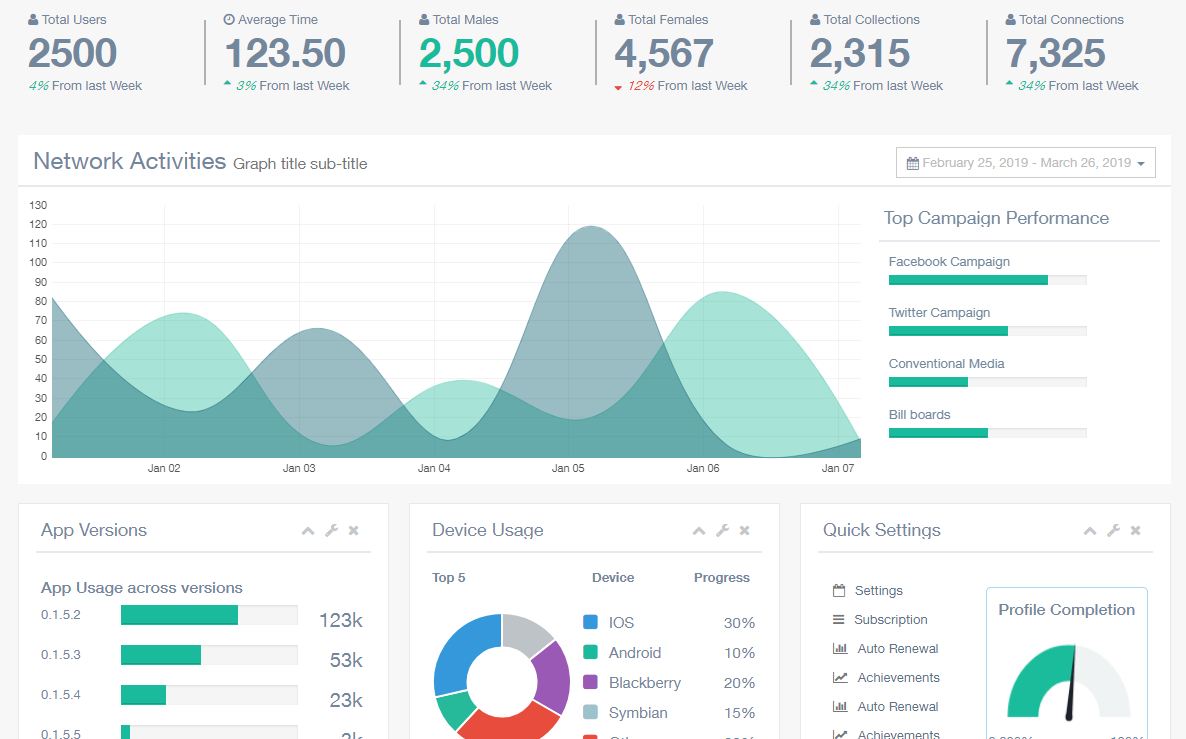 Total Users
2500
4% From last Week
Average Time
123.50
3% From last Week
Total Males
2,500
34% From last Week
Total Females
4,567
12% From last Week
Total Collections
2,315
34% From last Week
Total Connections
7,325
34% From last Week
Network Activities Graph title sub-title
February 25, 2019 - March 26, 2019
130
120
110
100
90
80
70
60
50
40
30
20
10
0
Jan 02 Jan 03 Jan 04 Jan 05 Jan 06 Jan 07
Top Campaign Performance
Facebook Campaign
Twitter Campaign
Conventional Media
Bill boards
App Versions
App Usage across versions
0.1.5.2 123k
0.1.5.3 53k
0.1.5.4 23k
0.1.5.5
Device Usage
Top 5 Device Progress
IOS 30%
Android 10%
Blackberry 20%
Symbian 15%
Quick Settings
Settings
Subscription
Auto Renewal
Achievements
Auto Renewal
Achievements
Profile Completion